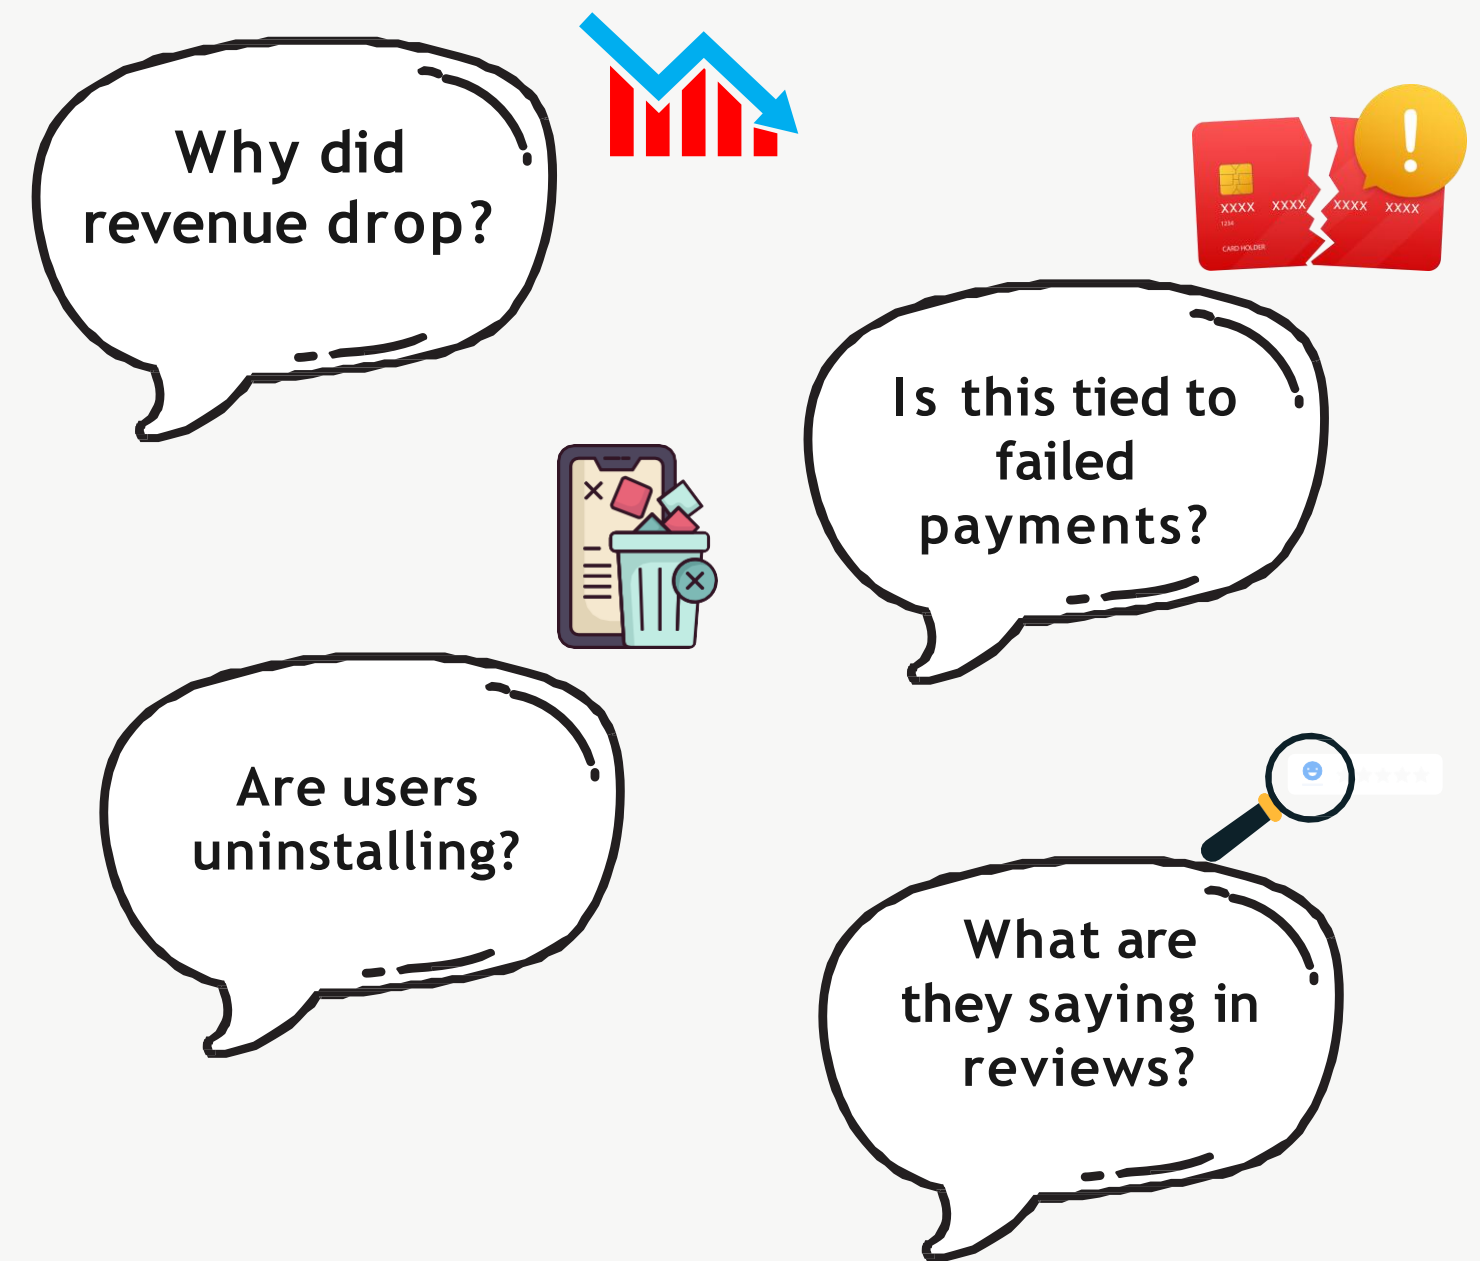 Why did
revenue drop?
XXXX XXXX XXXX XXXX
1234
CARD HOLDER
Is this tied to
failed
payments?
Are users
uninstalling?
What are
they saying in
reviews?